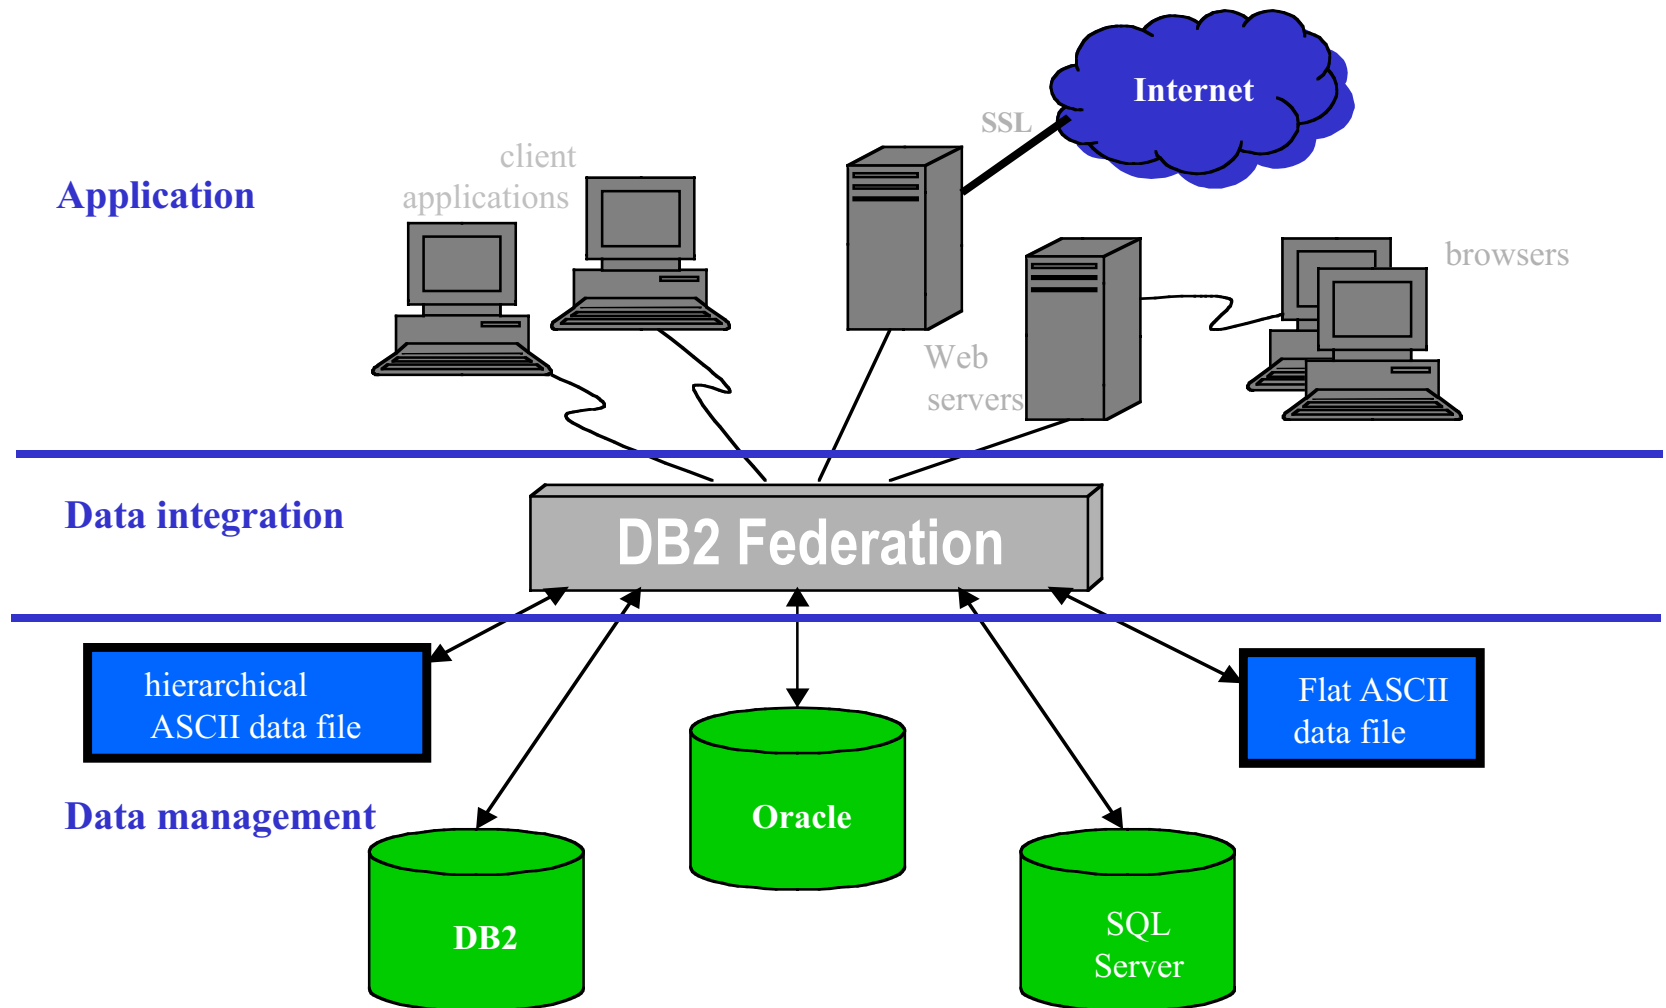 Internet
SSL
client
applications
Application
browsers
Web
servers
Data integration
DB2 Federation
hierarchical
ASCII data file
Flat ASCII
data file
Data management
Oracle
DB2
SQL
Server